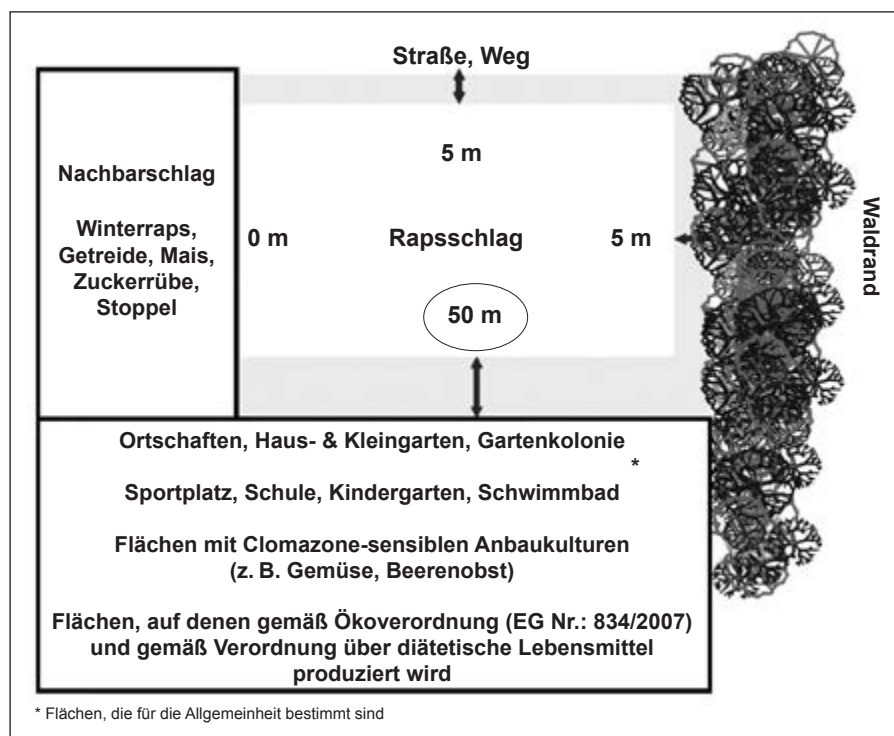 Straße, Weg
5 m
Nachbarschlag
Winterraps,
Getreide, Mais,
Zuckerrübe,
Stoppel
0 m
Rapsschlag
5 m
Waldrand
50 m
Ortschaften, Haus- & Kleingarten, Gartenkolonie
*
Sportplatz, Schule, Kindergarten, Schwimmbad
Flächen mit Clomazone-sensiblen Anbaukulturen
(z. B. Gemüse, Beerenobst)
Flächen, auf denen gemäß Ökoverordnung (EG Nr.: 834/2007)
und gemäß Verordnung über diätetische Lebensmittel
produziert wird
* Flächen, die für die Allgemeinheit bestimmt sind